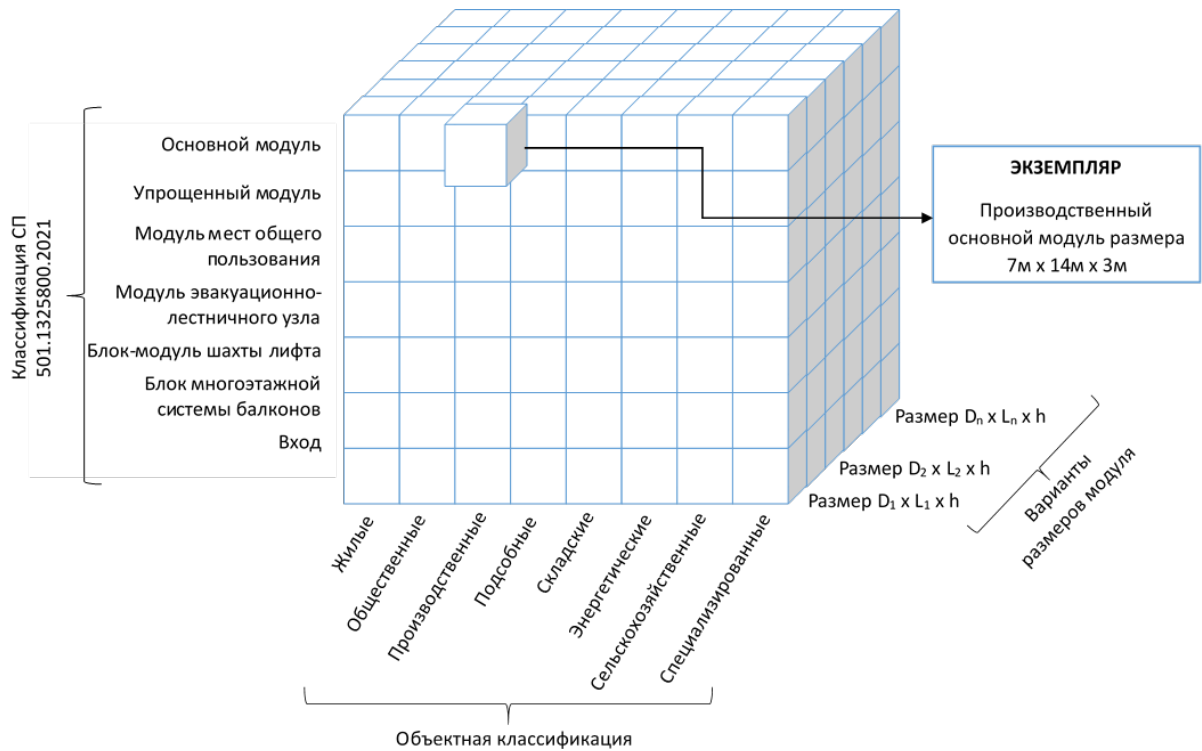 Классификация СП
501.1325800.2021
Основной модуль
Упрощенный модуль
Модуль мест общего
пользования
Модуль эвакуационно-
лестничного узла
Блок-модуль шахты лифта
Блок многоэтажной
системы балконов
Вход
ЭКЗЕМПЛЯР
Производственный
основной модуль размера
7м x 14м x 3м
Размер Dₙ x Lₙ x h
Размер D₂ x L₂ x h
Размер D₁ x L₁ x h
Варианты
размеров модуля
Жилые
Общественные
Производственные
Подсобные
Складские
Энергетические
Сельскохозяйственные
Специализированные
Объектная классификация